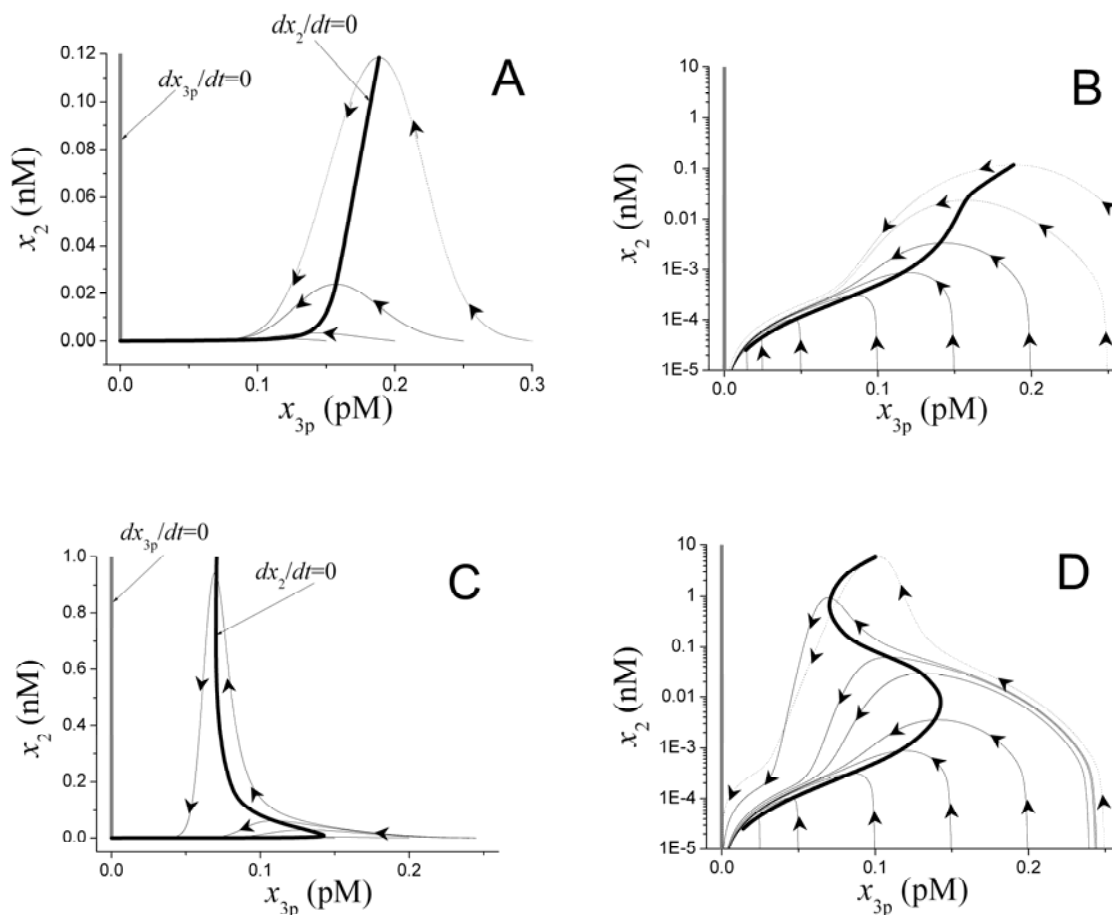 dx₂/dt=0
dx₃ₚ/dt=0
A
0.12
0.10
0.08
0.06
0.04
0.02
0.00
x₂ (nM)
0.0 0.1 0.2 0.3
x₃ₚ (pM)
B
10
1
0.1
0.01
1E-3
1E-4
1E-5
x₂ (nM)
0.0 0.1 0.2
x₃ₚ (pM)
dx₃ₚ/dt=0
dx₂/dt=0
C
1.0
0.8
0.6
0.4
0.2
0.0
x₂ (nM)
0.0 0.1 0.2
x₃ₚ (pM)
D
10
1
0.1
0.01
1E-3
1E-4
1E-5
x₂ (nM)
0.0 0.1 0.2
x₃ₚ (pM)